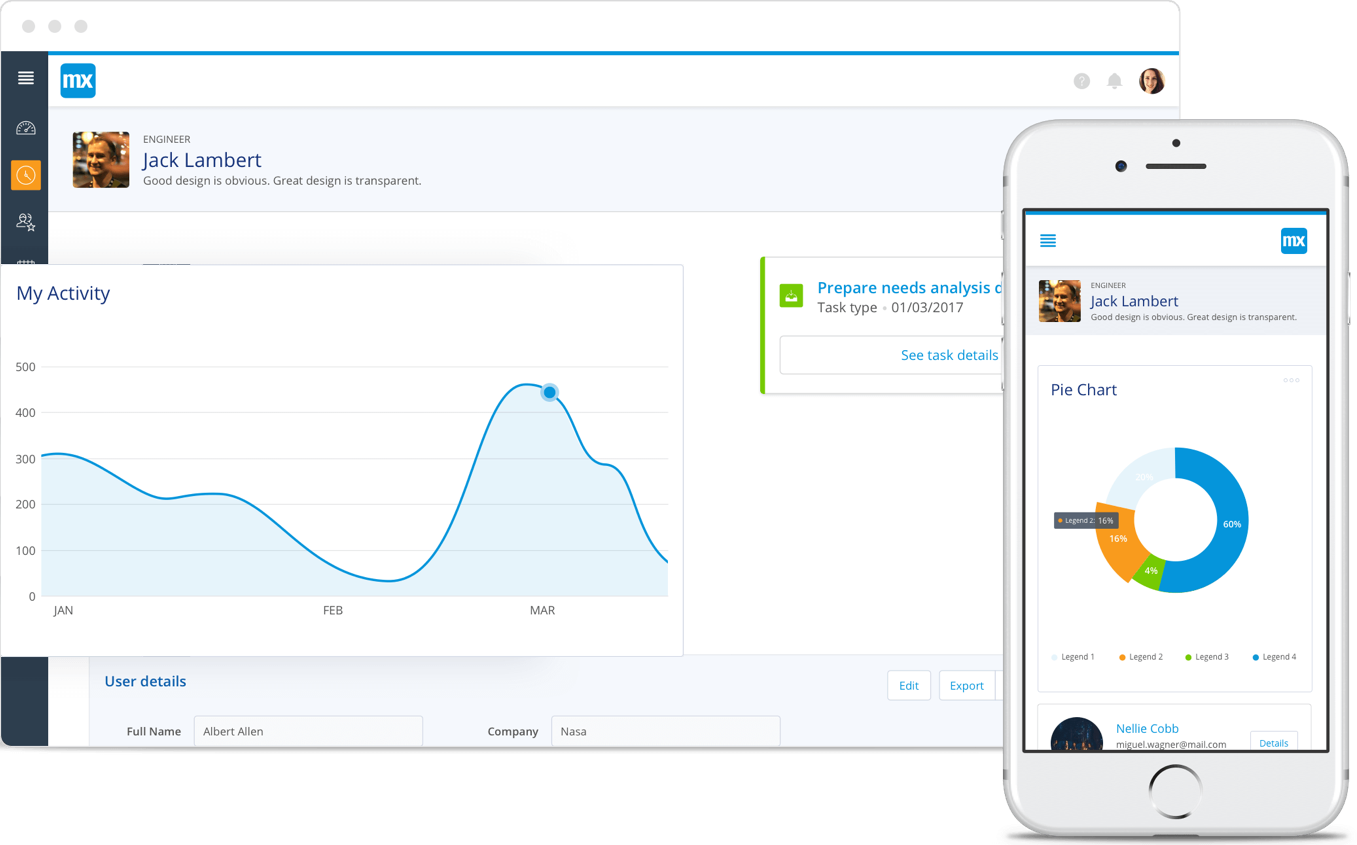 mx
ENGINEER
Jack Lambert
Good design is obvious. Great design is transparent.
My Activity
500
400
300
200
100
0
JAN FEB MAR
Prepare needs analysis d
Task type • 01/03/2017
See task details
User details
Edit Export
Full Name Albert Allen Company Nasa
mx
ENGINEER
Jack Lambert
Good design is obvious. Great design is transparent.
Pie Chart
20%
60%
Legend 2: 16%
16%
4%
Legend 1 Legend 2 Legend 3 Legend 4
Nellie Cobb
miguel.wagner@mail.com
Details